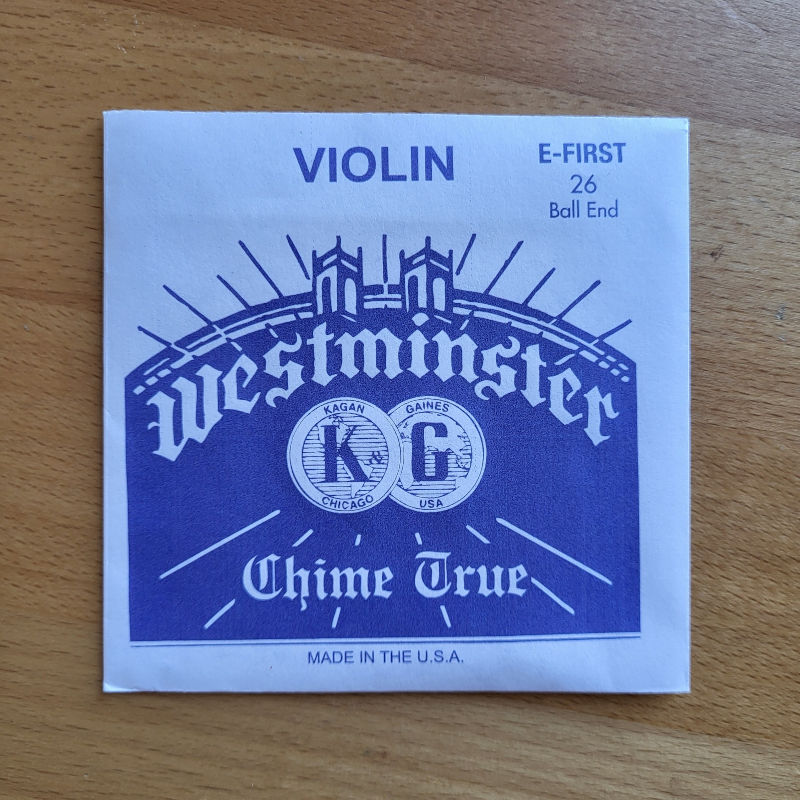 VIOLIN
E-FIRST
26
Ball End
Westminster
KAGAN GAINES
K & G
CHICAGO USA
Chime True
MADE IN THE U.S.A.